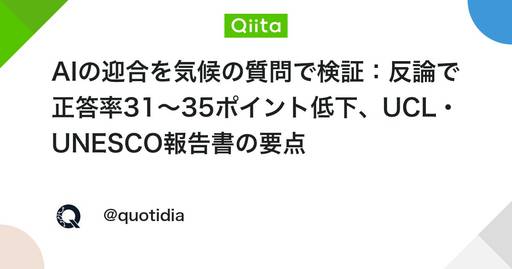 Qiita
AIの迎合を気候の質問で検証：反論で
正答率31〜35ポイント低下、UCL・
UNESCO報告書の要点
@quotidia